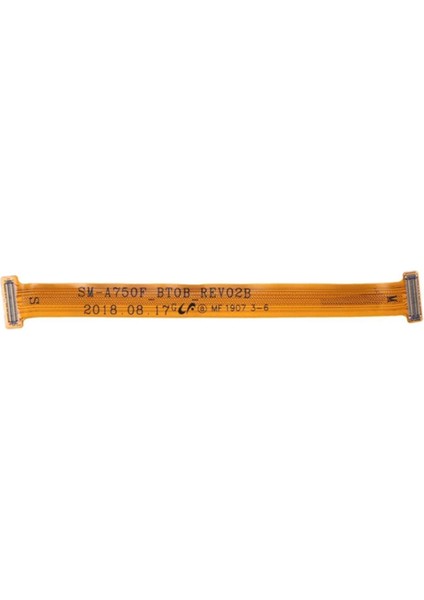 S
SM-A750F_BTOB_REV02B
2018.08.17 G ⓐ MF 1907 3-6
M